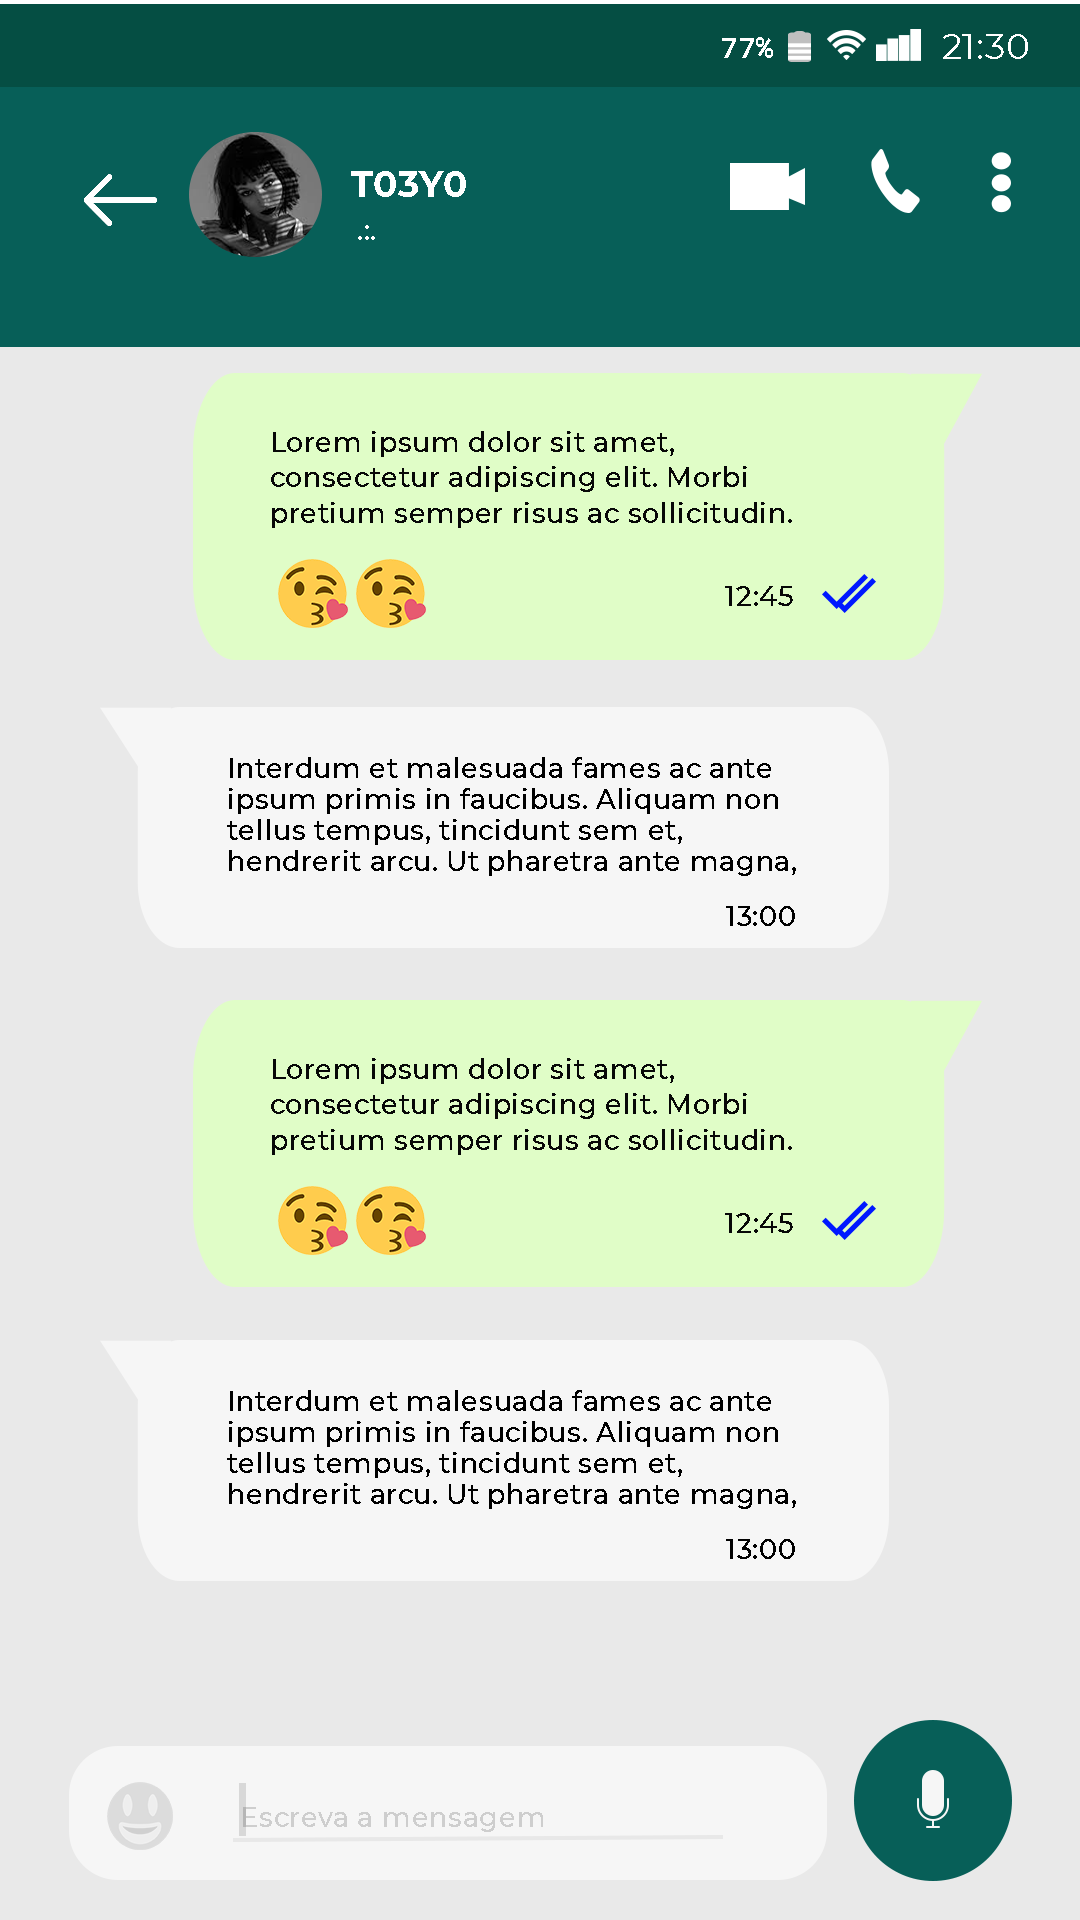 77% 21:30
T03Y0
.:.
Lorem ipsum dolor sit amet,
consectetur adipiscing elit. Morbi
pretium semper risus ac sollicitudin.
😘😘 12:45
Interdum et malesuada fames ac ante
ipsum primis in faucibus. Aliquam non
tellus tempus, tincidunt sem et,
hendrerit arcu. Ut pharetra ante magna,
13:00
Lorem ipsum dolor sit amet,
consectetur adipiscing elit. Morbi
pretium semper risus ac sollicitudin.
😘😘 12:45
Interdum et malesuada fames ac ante
ipsum primis in faucibus. Aliquam non
tellus tempus, tincidunt sem et,
hendrerit arcu. Ut pharetra ante magna,
13:00
Escreva a mensagem